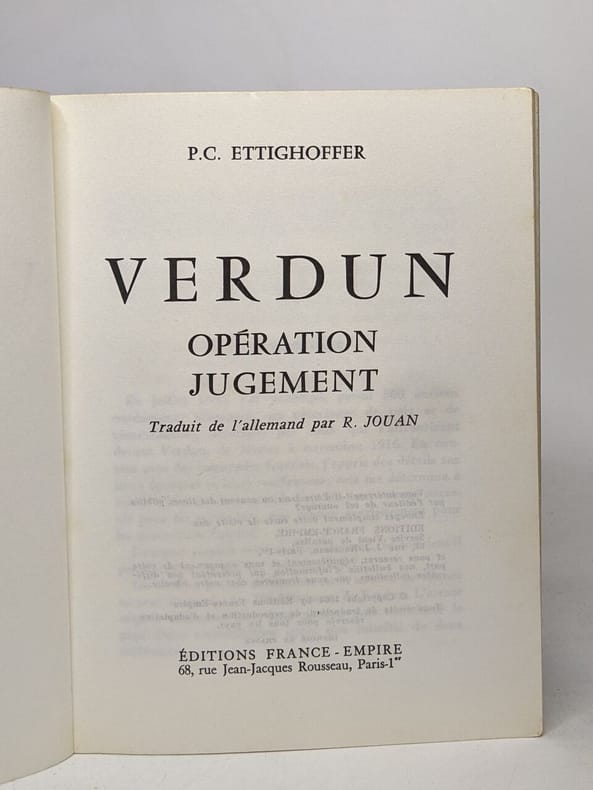 P.C. ETTIGHOFFER
VERDUN
OPÉRATION
JUGEMENT
Traduit de l'allemand par R. JOUAN
ÉDITIONS FRANCE - EMPIRE
68, rue Jean-Jacques Rousseau, Paris-1er